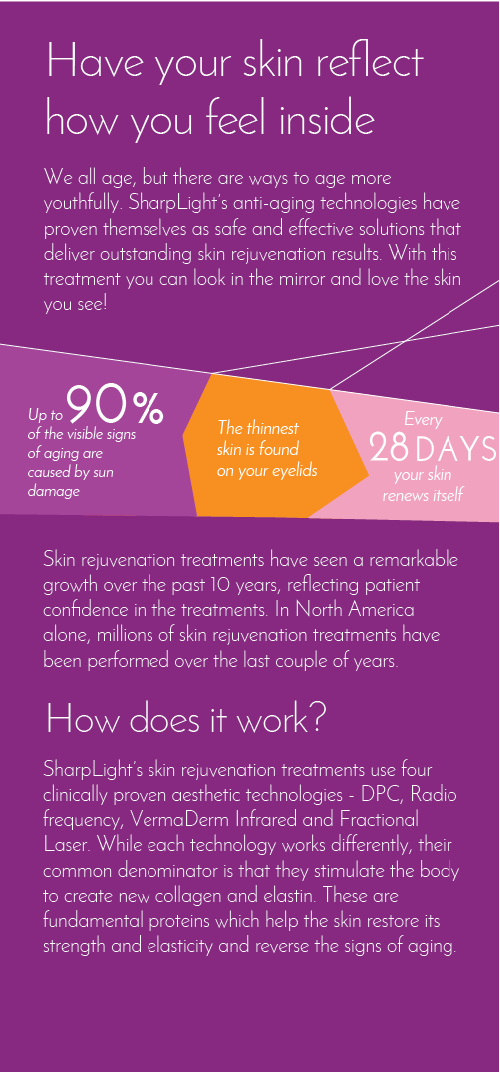 Have your skin reflect
how you feel inside
We all age, but there are ways to age more
youthfully. SharpLight's anti-aging technologies have
proven themselves as safe and effective solutions that
deliver outstanding skin rejuvenation results. With this
treatment you can look in the mirror and love the skin
you see!
Up to 90%
of the visible signs
of aging are
caused by sun
damage
The thinnest
skin is found
on your eyelids
Every
28 DAYS
your skin
renews itself
Skin rejuvenation treatments have seen a remarkable
growth over the past 10 years, reflecting patient
confidence in the treatments. In North America
alone, millions of skin rejuvenation treatments have
been performed over the last couple of years.
How does it work?
SharpLight's skin rejuvenation treatments use four
clinically proven aesthetic technologies - DPC, Radio
frequency, VermaDerm Infrared and Fractional
Laser. While each technology works differently, their
common denominator is that they stimulate the body
to create new collagen and elastin. These are
fundamental proteins which help the skin restore its
strength and elasticity and reverse the signs of aging.